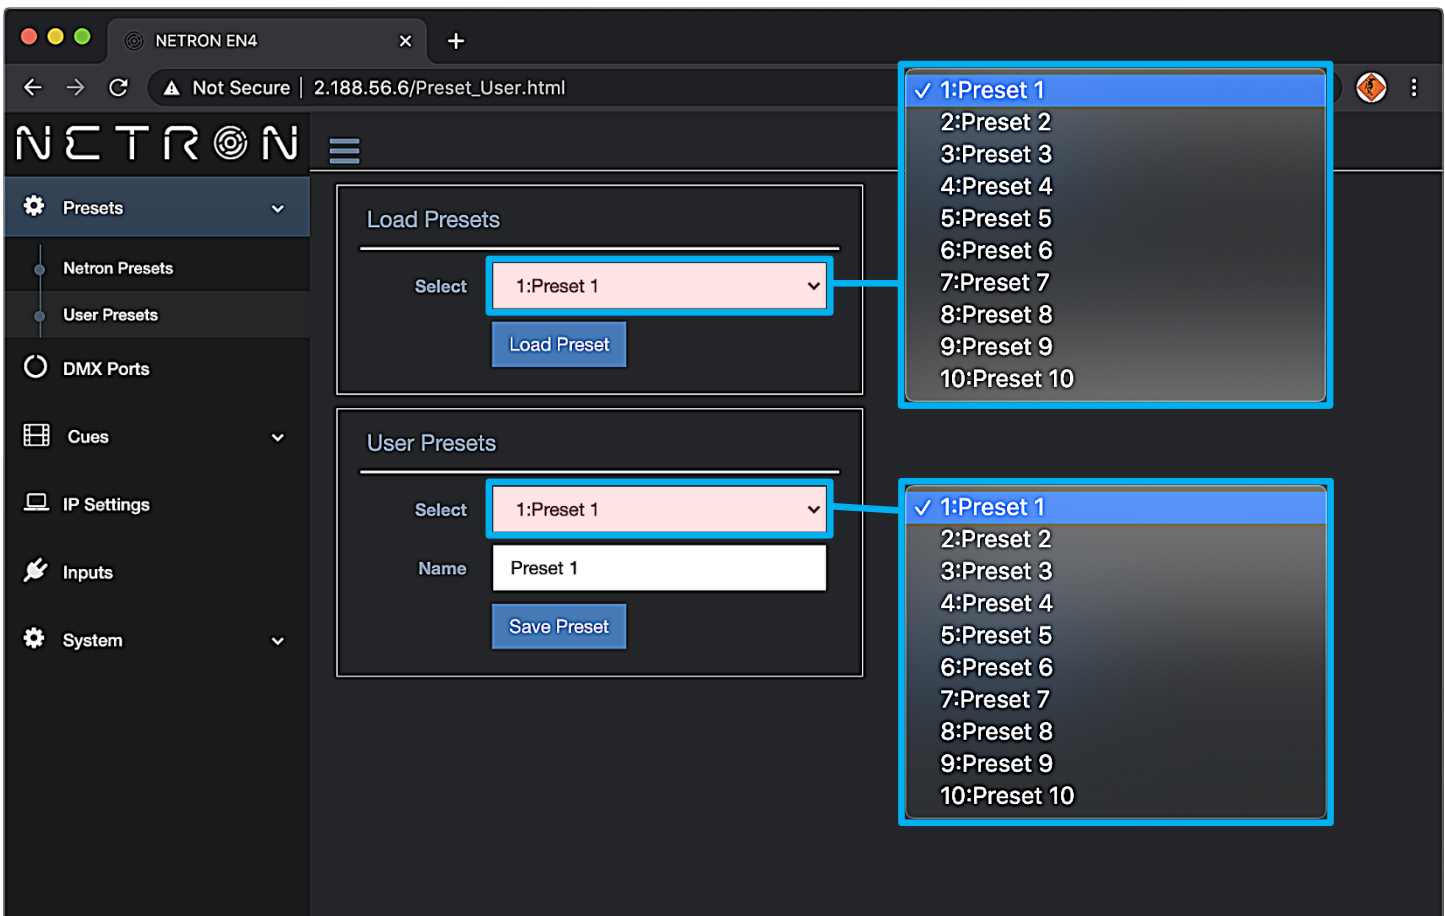 NETRON EN4
Not Secure | 2.188.56.6/Preset_User.html
NETRON
Presets
Netron Presets
User Presets
DMX Ports
Cues
IP Settings
Inputs
System
Load Presets
Select 1:Preset 1
Load Preset
User Presets
Select 1:Preset 1
Name Preset 1
Save Preset
✓ 1:Preset 1
2:Preset 2
3:Preset 3
4:Preset 4
5:Preset 5
6:Preset 6
7:Preset 7
8:Preset 8
9:Preset 9
10:Preset 10
✓ 1:Preset 1
2:Preset 2
3:Preset 3
4:Preset 4
5:Preset 5
6:Preset 6
7:Preset 7
8:Preset 8
9:Preset 9
10:Preset 10